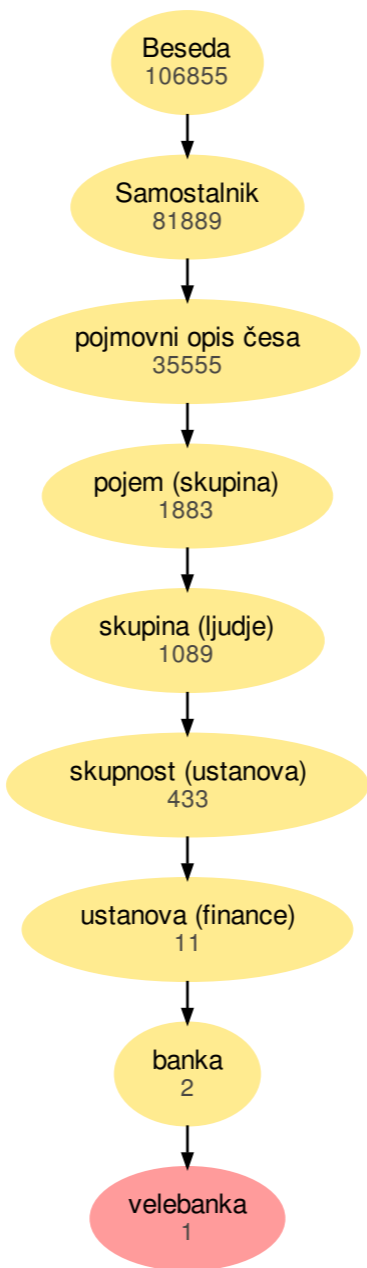 Beseda
106855
Samostalnik
81889
pojmovni opis česa
35555
pojem (skupina)
1883
skupina (ljudje)
1089
skupnost (ustanova)
433
ustanova (finance)
11
banka
2
velebanka
1